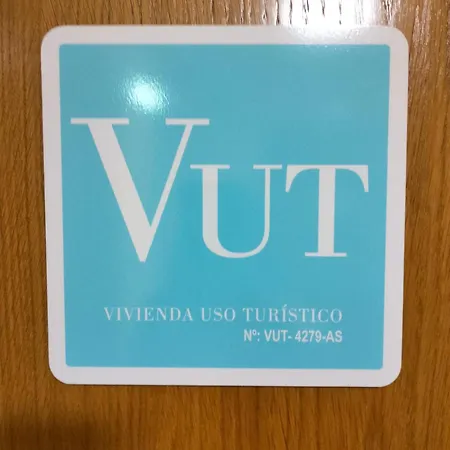 VUT
VIVIENDA USO TURÍSTICO
Nº: VUT- 4279-AS